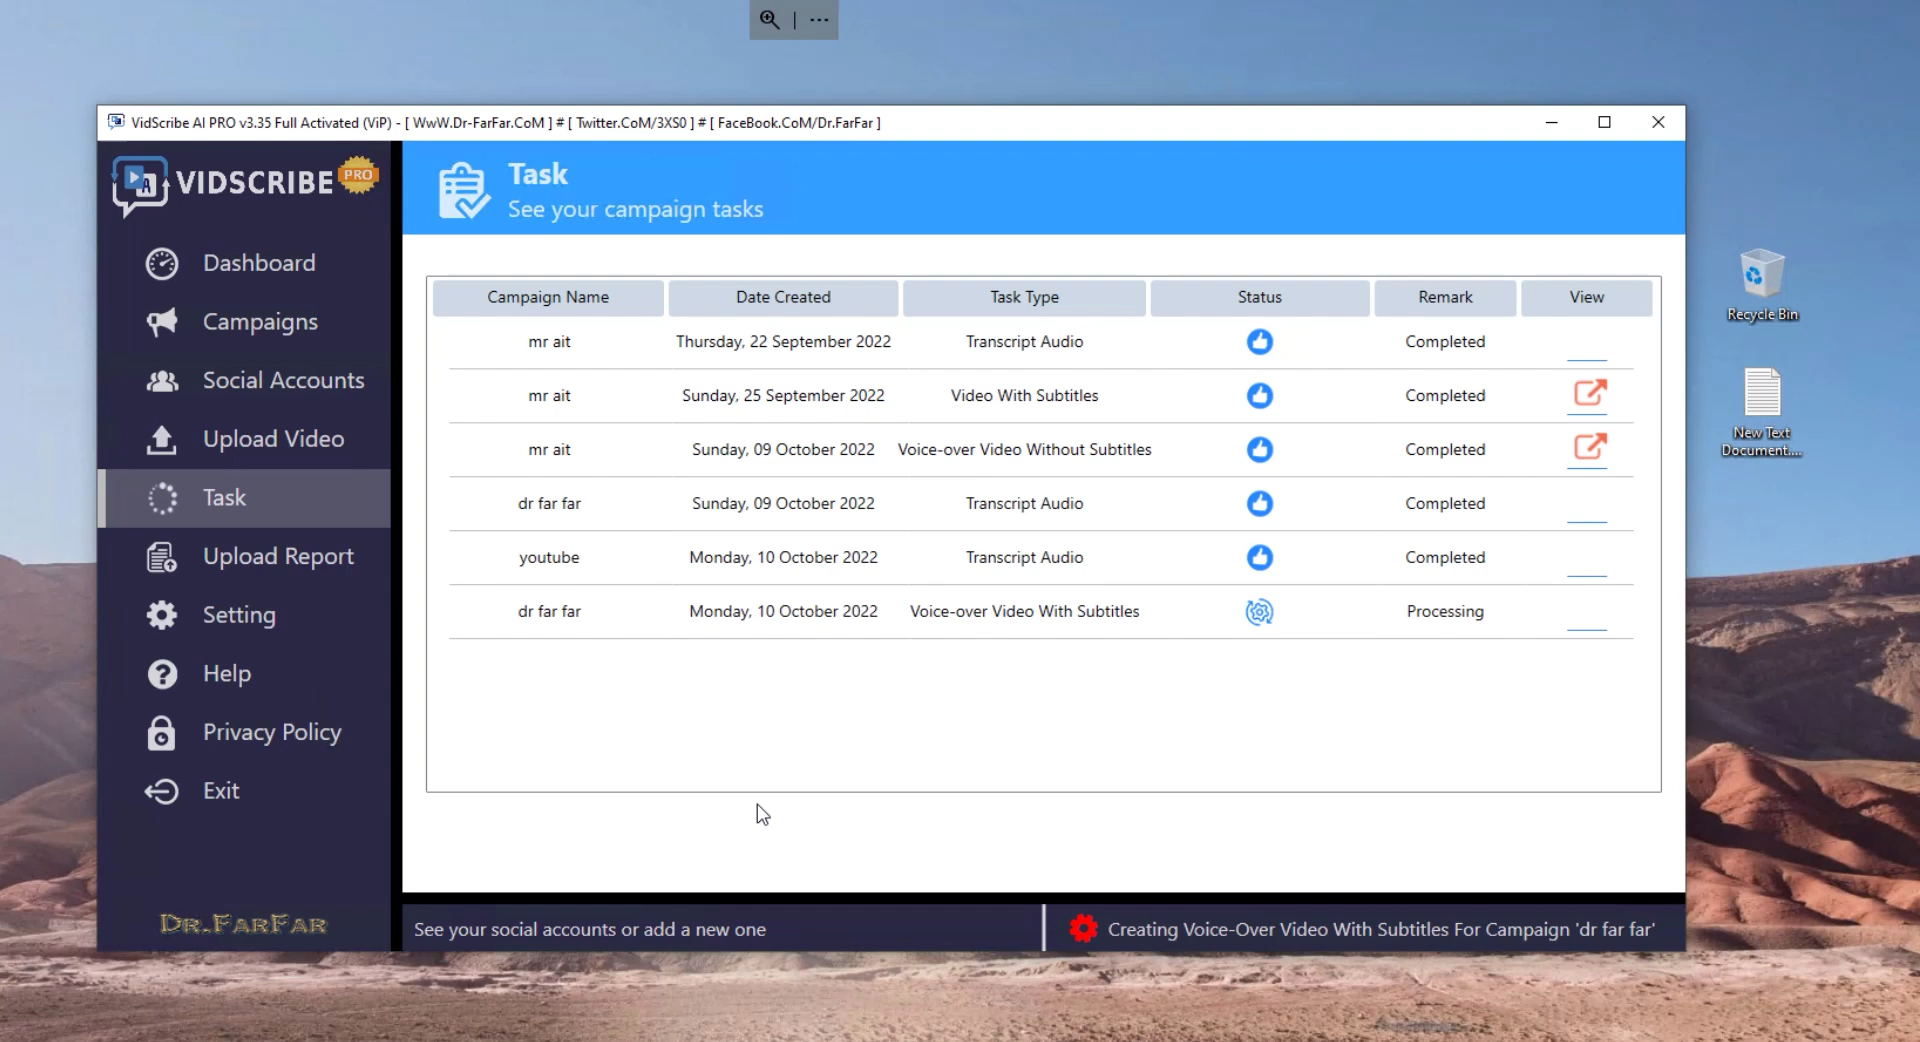 VidScribe AI PRO v3.35 Full Activated (ViP) - [ WwW.Dr-FarFar.CoM ] # [ Twitter.CoM/3XS0 ] # [ FaceBook.CoM/Dr.FarFar ]
VIDSCRIBE PRO
Task
See your campaign tasks
Dashboard
Campaigns
Social Accounts
Upload Video
Task
Upload Report
Setting
Help
Privacy Policy
Exit
DR.FARFAR
Campaign Name Date Created Task Type Status Remark View
mr ait Thursday, 22 September 2022 Transcript Audio Completed
mr ait Sunday, 25 September 2022 Video With Subtitles Completed
mr ait Sunday, 09 October 2022 Voice-over Video Without Subtitles Completed
dr far far Sunday, 09 October 2022 Transcript Audio Completed
youtube Monday, 10 October 2022 Transcript Audio Completed
dr far far Monday, 10 October 2022 Voice-over Video With Subtitles Processing
See your social accounts or add a new one
Creating Voice-Over Video With Subtitles For Campaign 'dr far far'
Recycle Bin
New Text
Document....